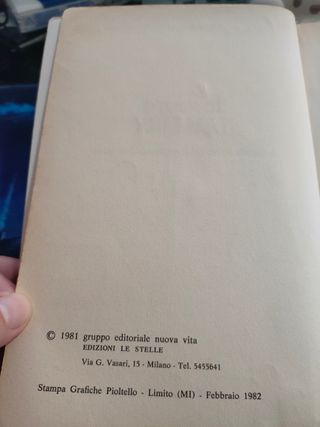 © 1981 gruppo editoriale nuova vita
EDIZIONI LE STELLE
Via G. Vasari, 15 - Milano - Tel. 5455641
Stampa Grafiche Pioltello - Limito (MI) - Febbraio 1982